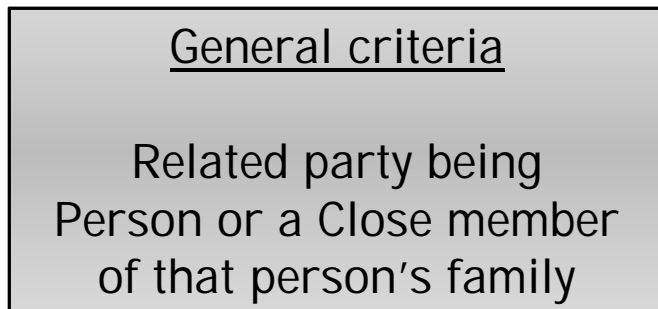 General criteria
Related party being
Person or a Close member
of that person's family